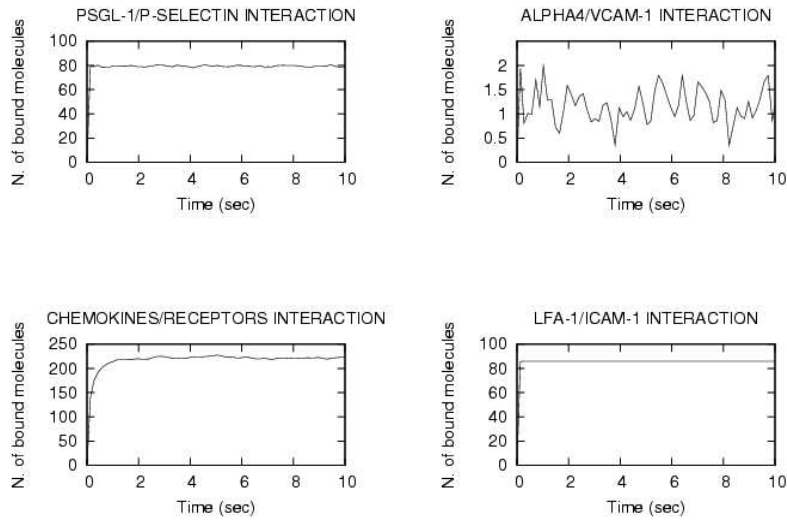 PSGL-1/P-SELECTIN INTERACTION
N. of bound molecules
100
80
60
40
20
0
0 2 4 6 8 10
Time (sec)
ALPHA4/VCAM-1 INTERACTION
N. of bound molecules
2
1.5
1
0.5
0
0 2 4 6 8 10
Time (sec)
CHEMOKINES/RECEPTORS INTERACTION
N. of bound molecules
250
200
150
100
50
0
0 2 4 6 8 10
Time (sec)
LFA-1/ICAM-1 INTERACTION
N. of bound molecules
100
80
60
40
20
0
0 2 4 6 8 10
Time (sec)